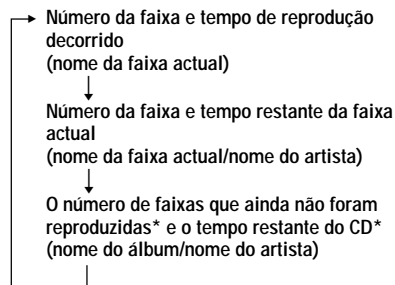 Número da faixa e tempo de reprodução
decorrido
(nome da faixa actual)
Número da faixa e tempo restante da faixa
actual
(nome da faixa actual/nome do artista)
O número de faixas que ainda não foram
reproduzidas* e o tempo restante do CD*
(nome do álbum/nome do artista)